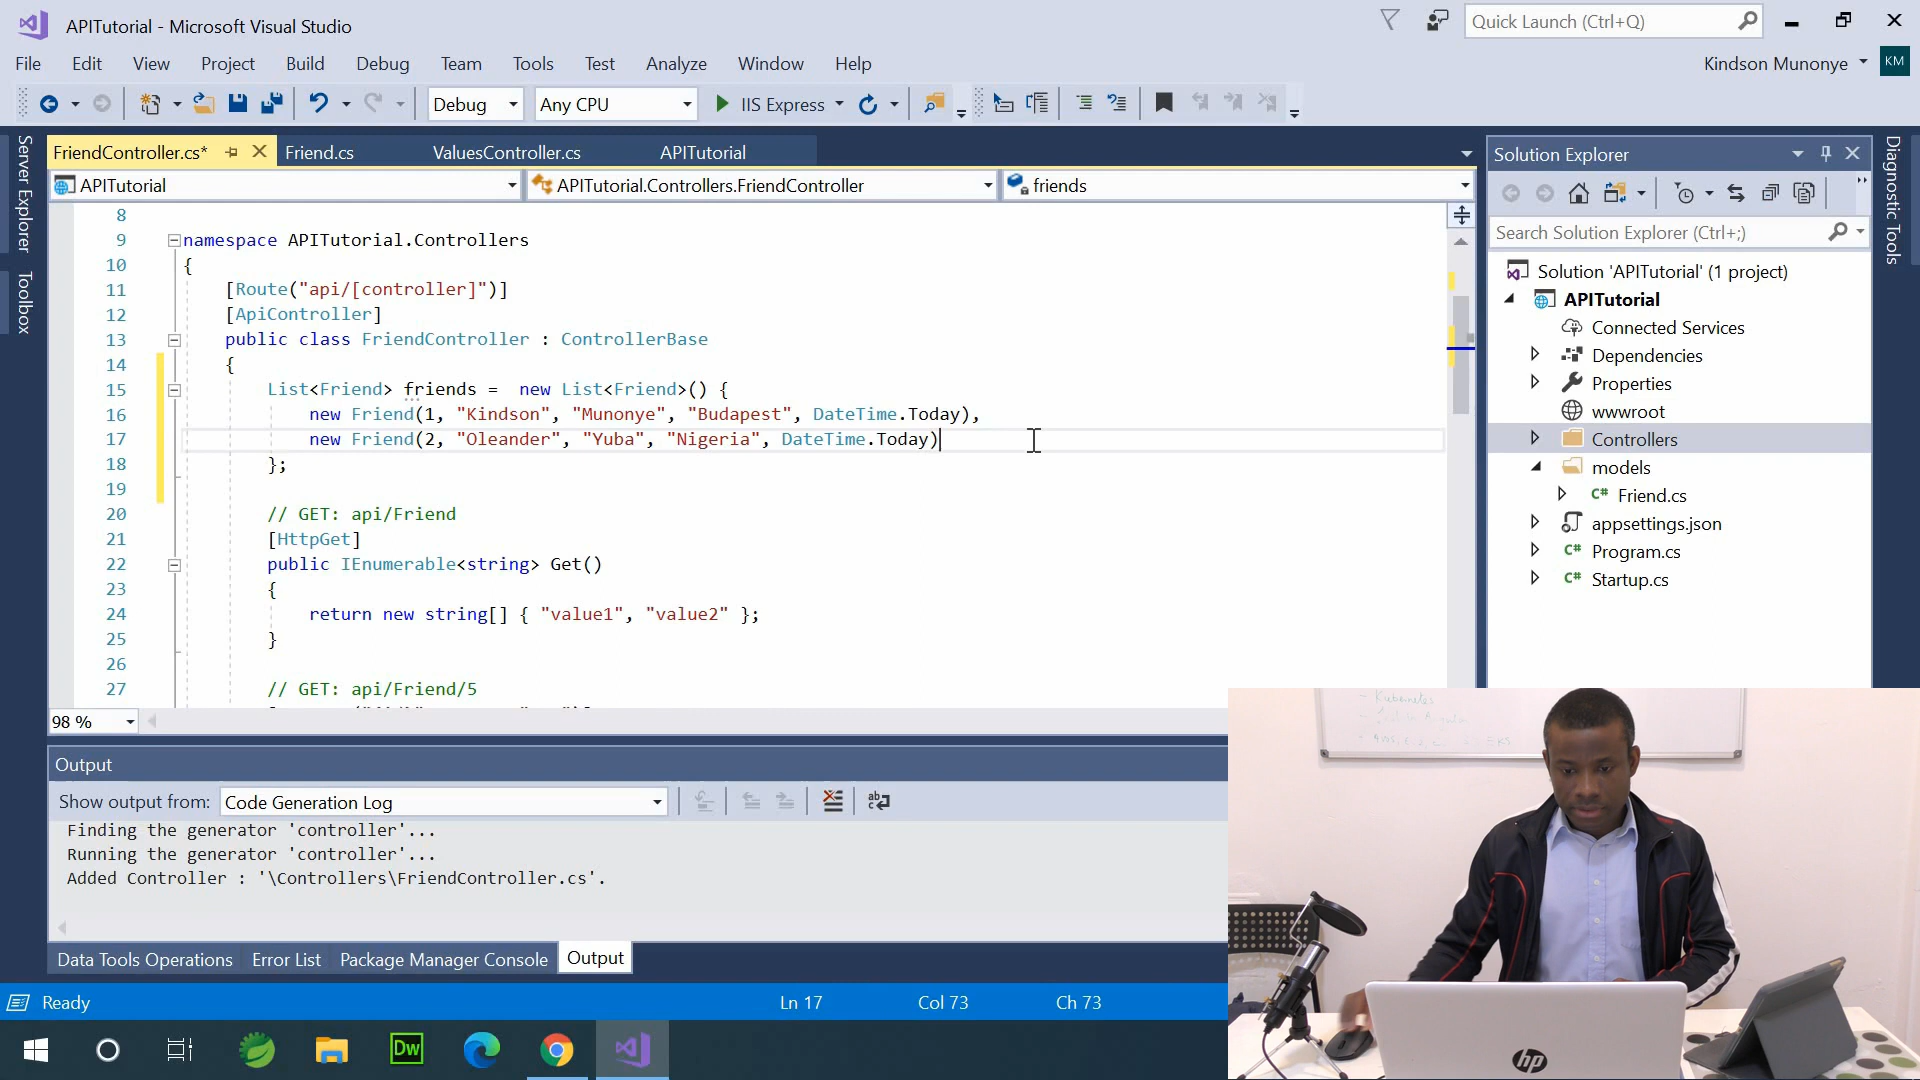 APITutorial - Microsoft Visual Studio
Quick Launch (Ctrl+Q)
File Edit View Project Build Debug Team Tools Test Analyze Window Help
Kindson Munonye KM
Debug Any CPU IIS Express
Server Explorer
Toolbox
FriendController.cs* Friend.cs ValuesController.cs APITutorial
APITutorial APITutorial.Controllers.FriendController friends
8
9 namespace APITutorial.Controllers
10 {
11 [Route("api/[controller]")]
12 [ApiController]
13 public class FriendController : ControllerBase
14 {
15 List<Friend> friends =  new List<Friend>() {
16 new Friend(1, "Kindson", "Munonye", "Budapest", DateTime.Today),
17 new Friend(2, "Oleander", "Yuba", "Nigeria", DateTime.Today)
18 };
19
20 // GET: api/Friend
21 [HttpGet]
22 public IEnumerable<string> Get()
23 {
24 return new string[] { "value1", "value2" };
25 }
26
27 // GET: api/Friend/5
98 %
Solution Explorer
Search Solution Explorer (Ctrl+;)
Solution 'APITutorial' (1 project)
APITutorial
Connected Services
Dependencies
Properties
wwwroot
Controllers
models
C# Friend.cs
appsettings.json
C# Program.cs
C# Startup.cs
Diagnostic Tools
Output
Show output from: Code Generation Log
Finding the generator 'controller'...
Running the generator 'controller'...
Added Controller : '\Controllers\FriendController.cs'.
Data Tools Operations Error List Package Manager Console Output
Ready Ln 17 Col 73 Ch 73
Dw
- Kubernetes
hp